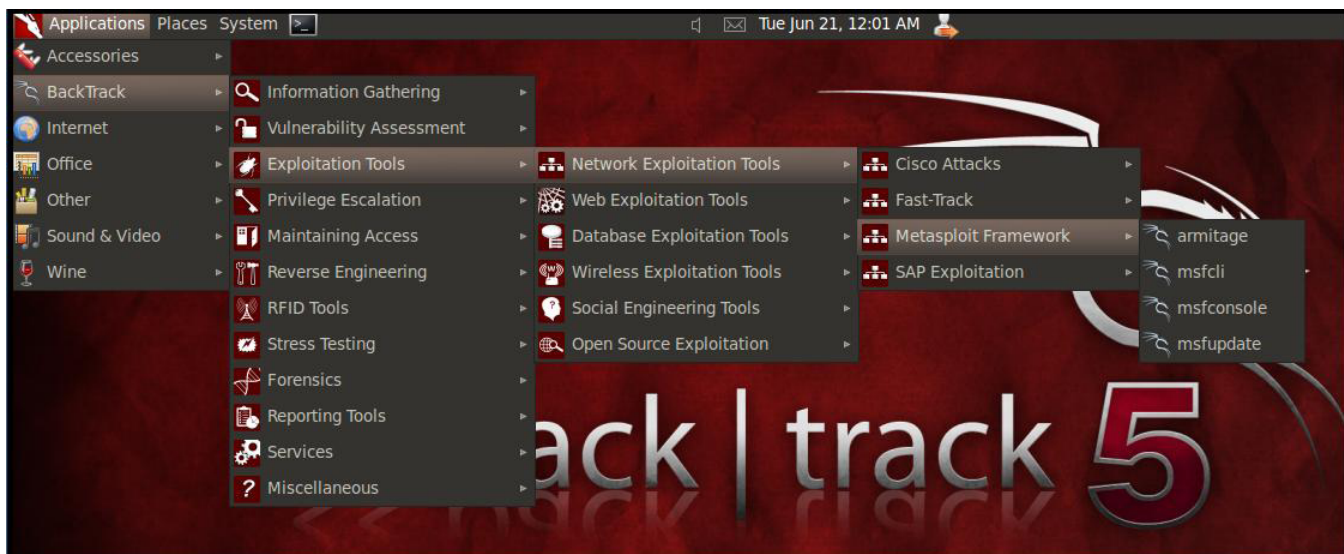 Applications Places System Tue Jun 21, 12:01 AM
Accessories
BackTrack
Internet
Office
Other
Sound & Video
Wine
Information Gathering
Vulnerability Assessment
Exploitation Tools
Privilege Escalation
Maintaining Access
Reverse Engineering
RFID Tools
Stress Testing
Forensics
Reporting Tools
Services
Miscellaneous
Network Exploitation Tools
Web Exploitation Tools
Database Exploitation Tools
Wireless Exploitation Tools
Social Engineering Tools
Open Source Exploitation
Cisco Attacks
Fast-Track
Metasploit Framework
SAP Exploitation
armitage
msfcli
msfconsole
msfupdate
ack | track 5